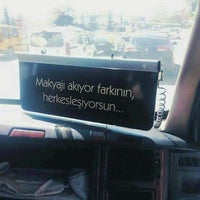 Makyajı akıyor farkının,
herkesleşiyorsun...